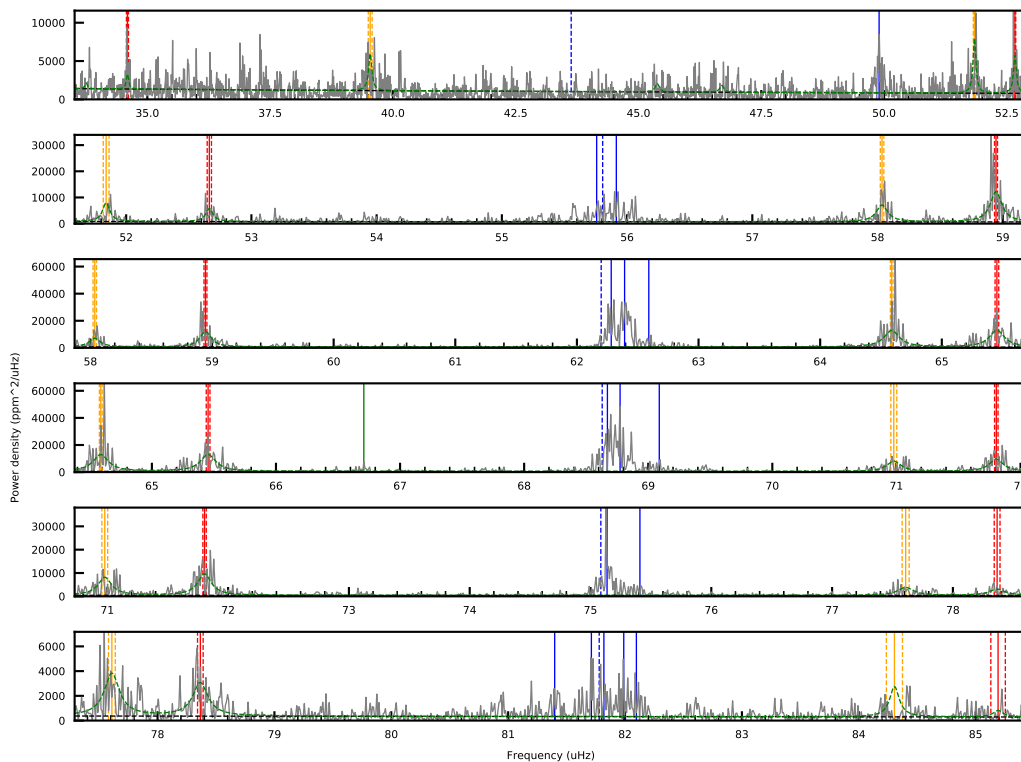 10000
5000
0
35.0 37.5 40.0 42.5 45.0 47.5 50.0 52.5
30000
20000
10000
0
52 53 54 55 56 57 58 59
60000
40000
20000
0
58 59 60 61 62 63 64 65
Power density (ppm^2/uHz)
60000
40000
20000
0
65 66 67 68 69 70 71 7
30000
20000
10000
0
71 72 73 74 75 76 77 78
6000
4000
2000
0
78 79 80 81 82 83 84 85
Frequency (uHz)